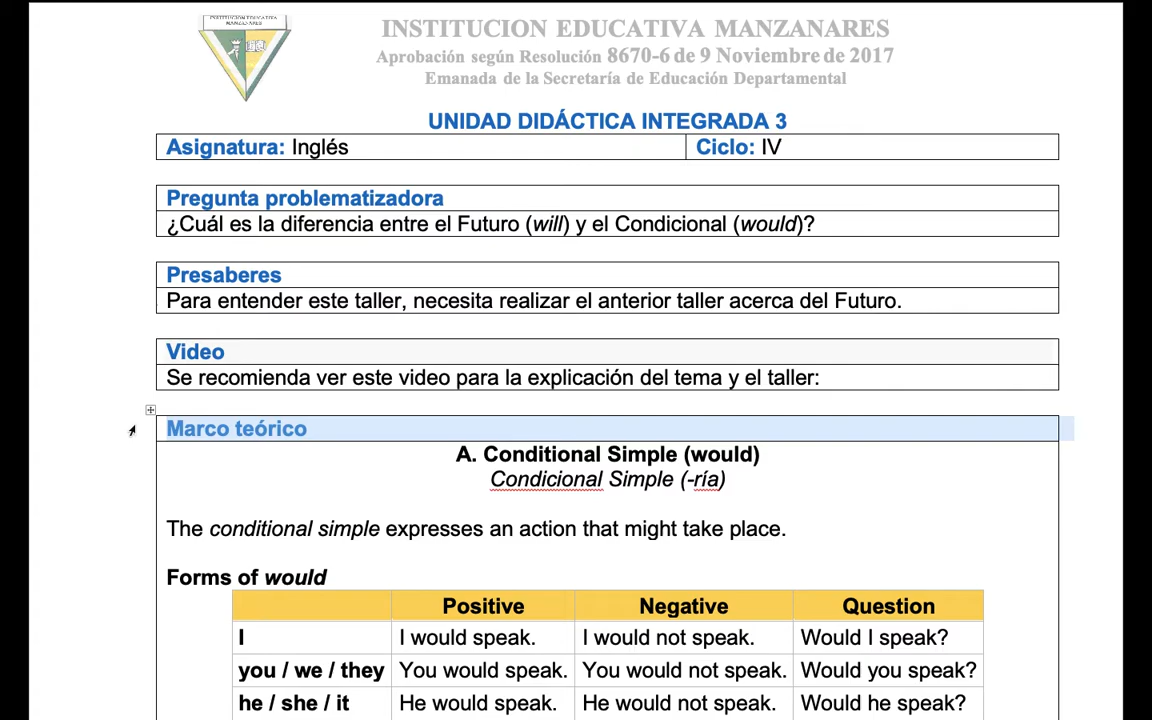 INSTITUCION EDUCATIVA
MANZANARES
INSTITUCION EDUCATIVA MANZANARES
Aprobación según Resolución 8670-6 de 9 Noviembre de 2017
Emanada de la Secretaría de Educación Departamental
UNIDAD DIDÁCTICA INTEGRADA 3
Asignatura: Inglés Ciclo: IV
Pregunta problematizadora
¿Cuál es la diferencia entre el Futuro (will) y el Condicional (would)?
Presaberes
Para entender este taller, necesita realizar el anterior taller acerca del Futuro.
Video
Se recomienda ver este video para la explicación del tema y el taller:
Marco teórico
A. Conditional Simple (would)
Condicional Simple (-ría)
The conditional simple expresses an action that might take place.
Forms of would
Positive Negative Question
I I would speak. I would not speak. Would I speak?
you / we / they You would speak. You would not speak. Would you speak?
he / she / it He would speak. He would not speak. Would he speak?